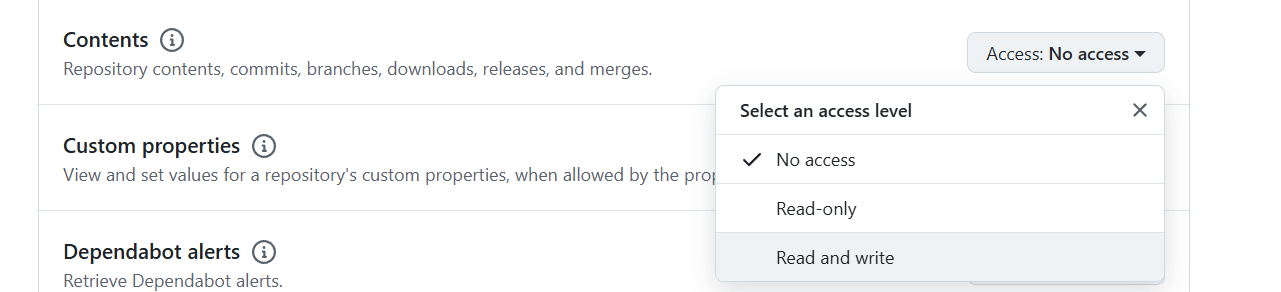 Contents
Access: No access
Repository contents, commits, branches, downloads, releases, and merges.
Select an access level
No access
Read-only
Read and write
Custom properties
View and set values for a repository's custom properties, when allowed by the
Dependabot alerts
Retrieve Dependabot alerts.